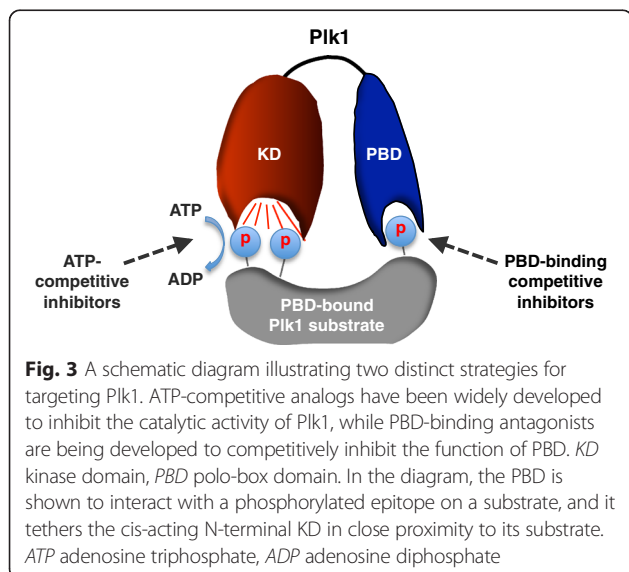 Plk1
KD
PBD
ATP
p
p
p
ATP-
competitive
inhibitors
ADP
PBD-binding
competitive
inhibitors
PBD-bound
Plk1 substrate
Fig. 3 A schematic diagram illustrating two distinct strategies for
targeting Plk1. ATP-competitive analogs have been widely developed
to inhibit the catalytic activity of Plk1, while PBD-binding antagonists
are being developed to competitively inhibit the function of PBD. KD
kinase domain, PBD polo-box domain. In the diagram, the PBD is
shown to interact with a phosphorylated epitope on a substrate, and it
tethers the cis-acting N-terminal KD in close proximity to its substrate.
ATP adenosine triphosphate, ADP adenosine diphosphate